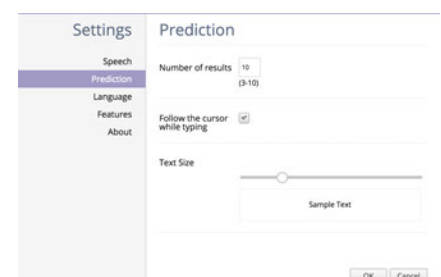 Settings
Speech
Prediction
Language
Features
About
Prediction
Number of results 10
(3-10)
Follow the cursor
while typing
Text Size
Sample Text
OK Cancel